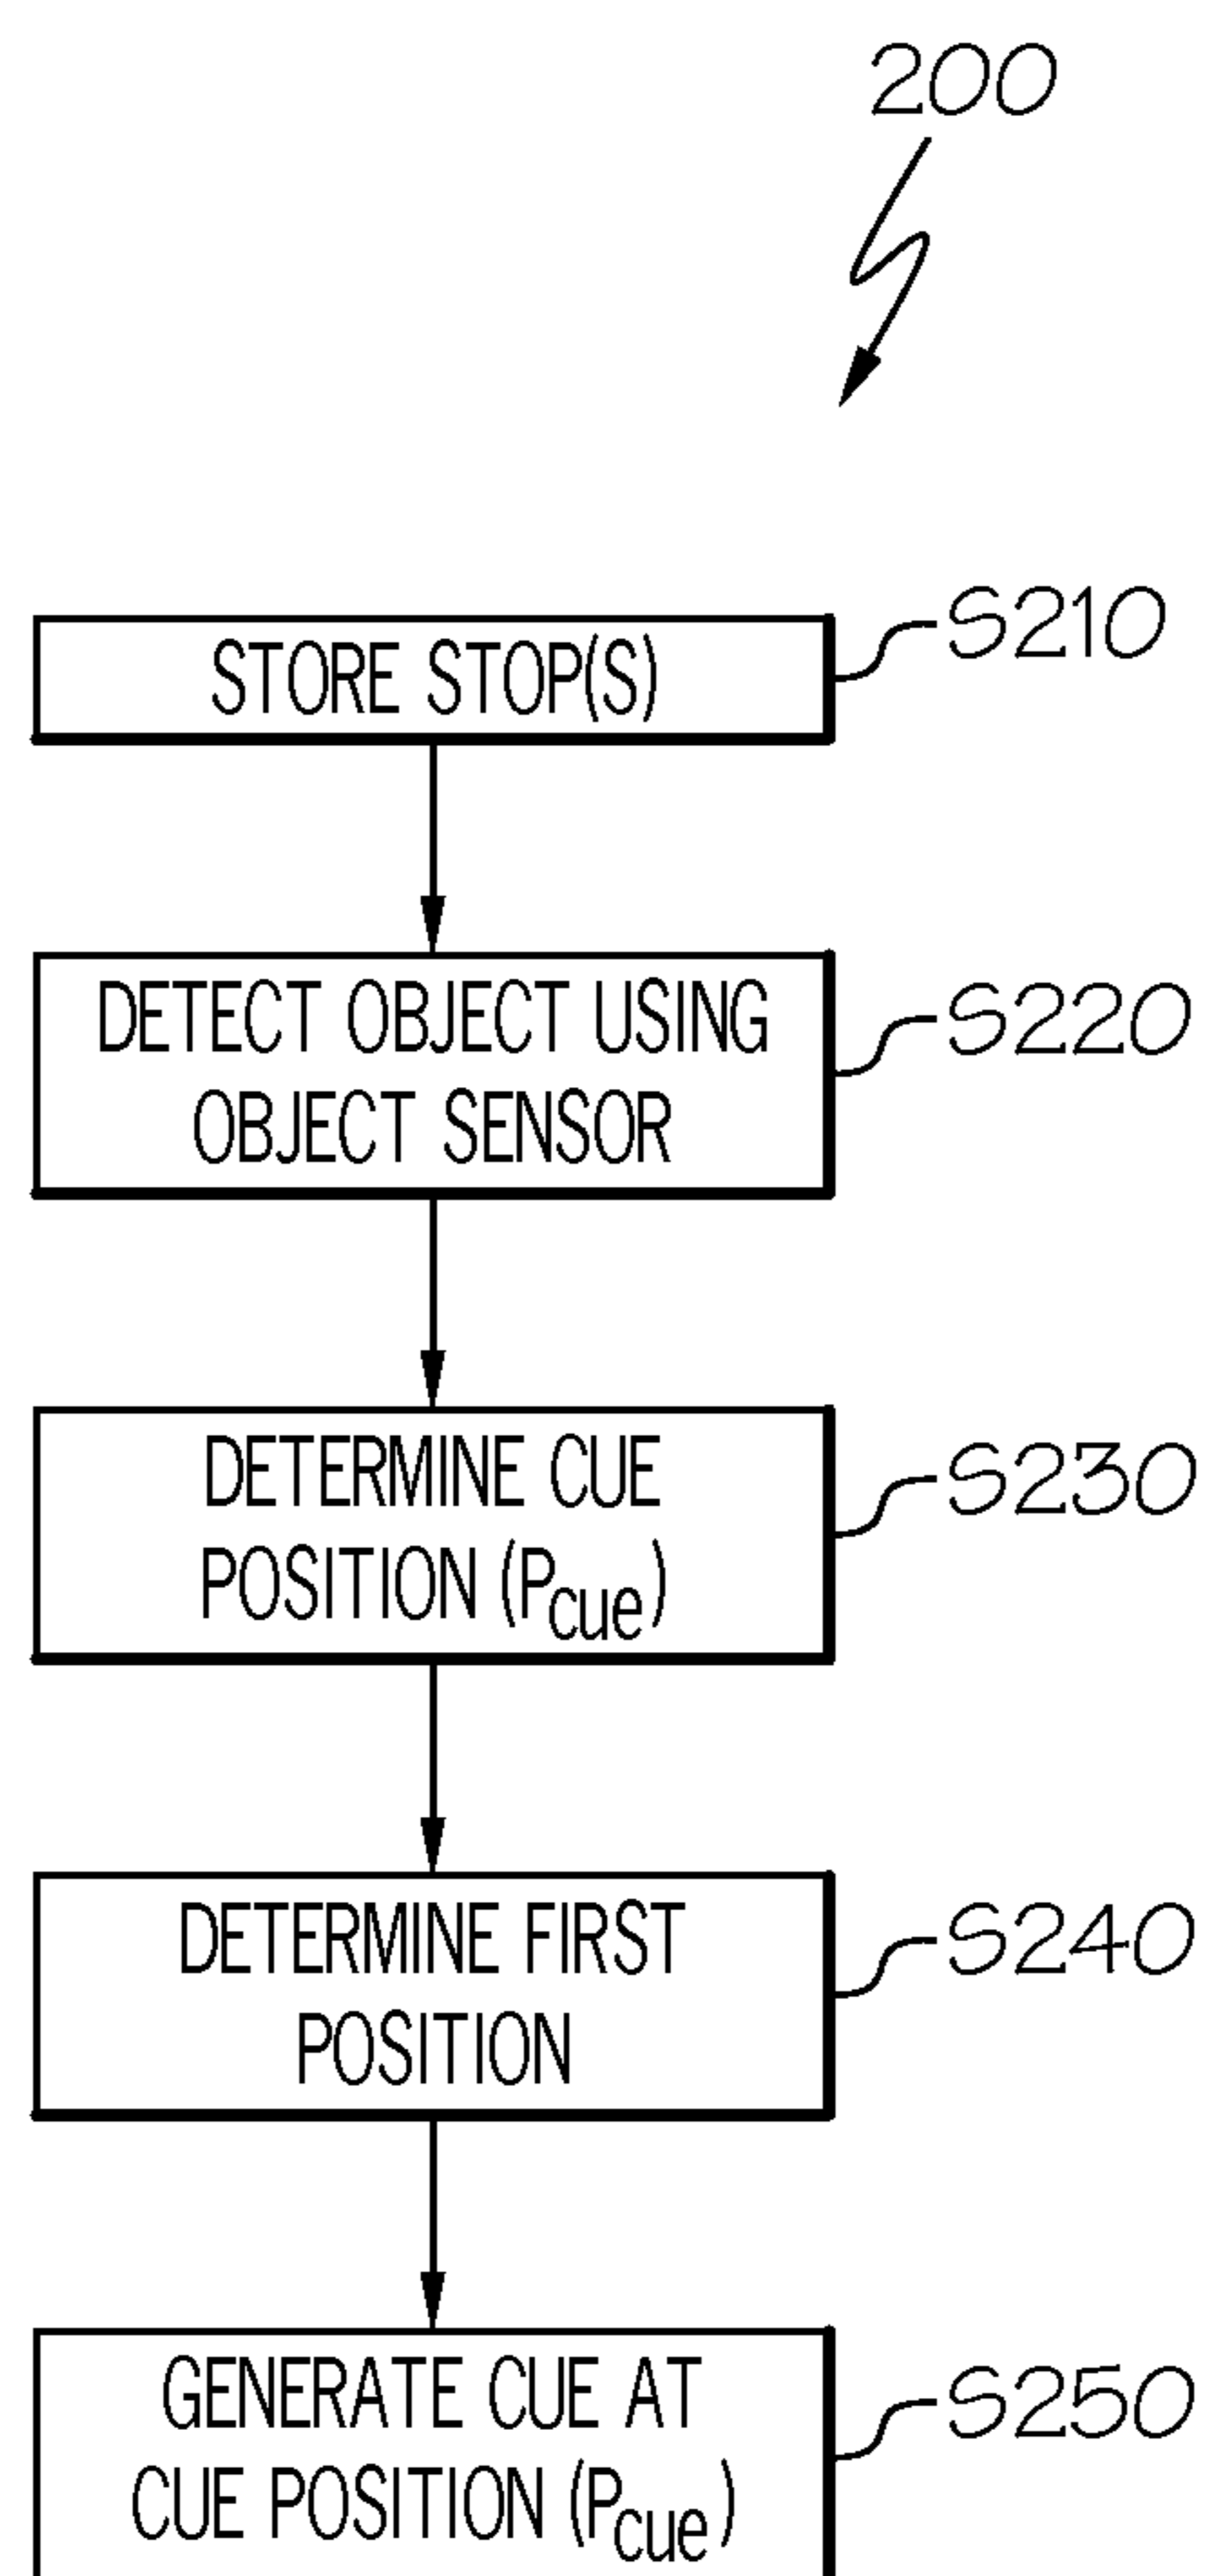 200
STORE STOP(S)
S210
DETECT OBJECT USING
OBJECT SENSOR
S220
DETERMINE CUE
POSITION (Pcue)
S230
DETERMINE FIRST
POSITION
S240
GENERATE CUE AT
CUE POSITION (Pcue)
S250